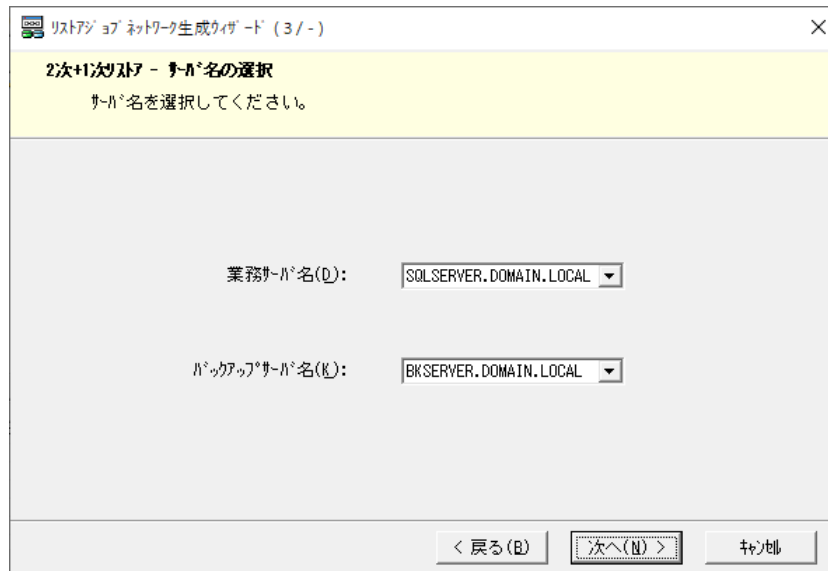 リストアジョブネットワーク生成ウィザード (3/-)
2次+1次リストア - サーバ名の選択
サーバ名を選択してください。
業務サーバ名(D):
SQLSERVER.DOMAIN.LOCAL
バックアップサーバ名(K):
BKSERVER.DOMAIN.LOCAL
< 戻る(B)
次へ(N) >
キャンセル